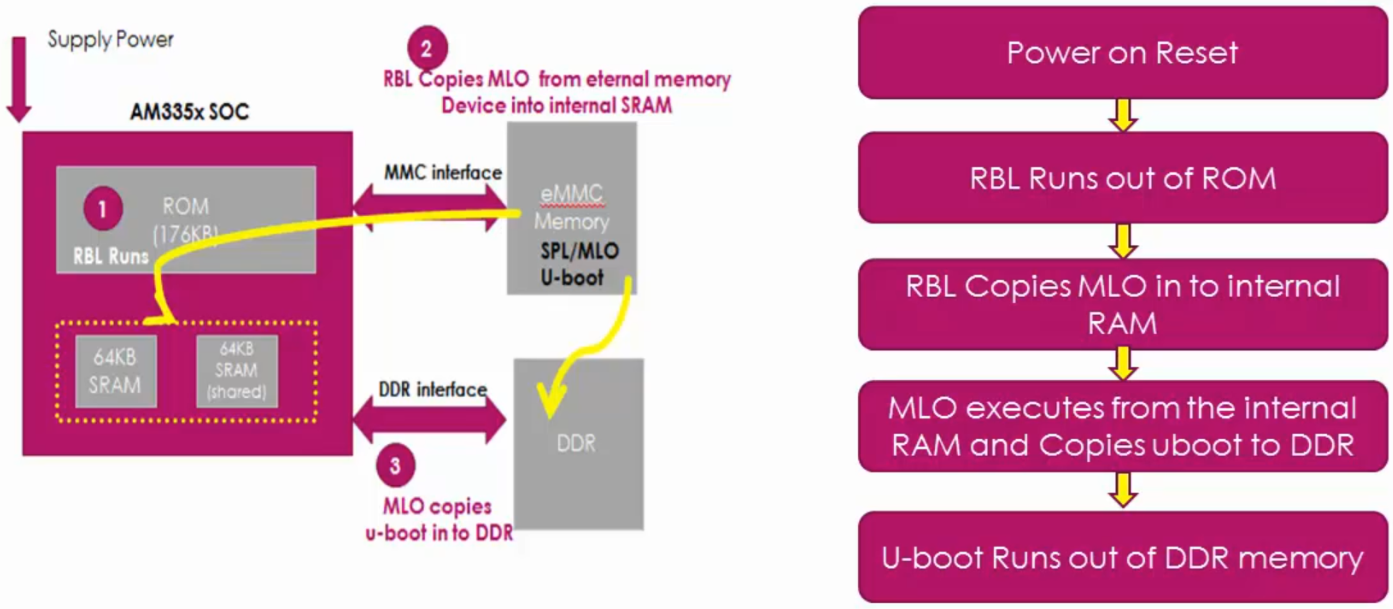 Supply Power
2
RBL Copies MLO from eternal memory
Device into internal SRAM
AM335x SOC
MMC interface
1
ROM
(176KB)
RBL Runs
eMMC
Memory
SPL/MLO
U-boot
64KB
SRAM
64KB
SRAM
(shared)
DDR interface
DDR
3
MLO copies
u-boot in to DDR
Power on Reset
RBL Runs out of ROM
RBL Copies MLO in to internal
RAM
MLO executes from the internal
RAM and Copies uboot to DDR
U-boot Runs out of DDR memory